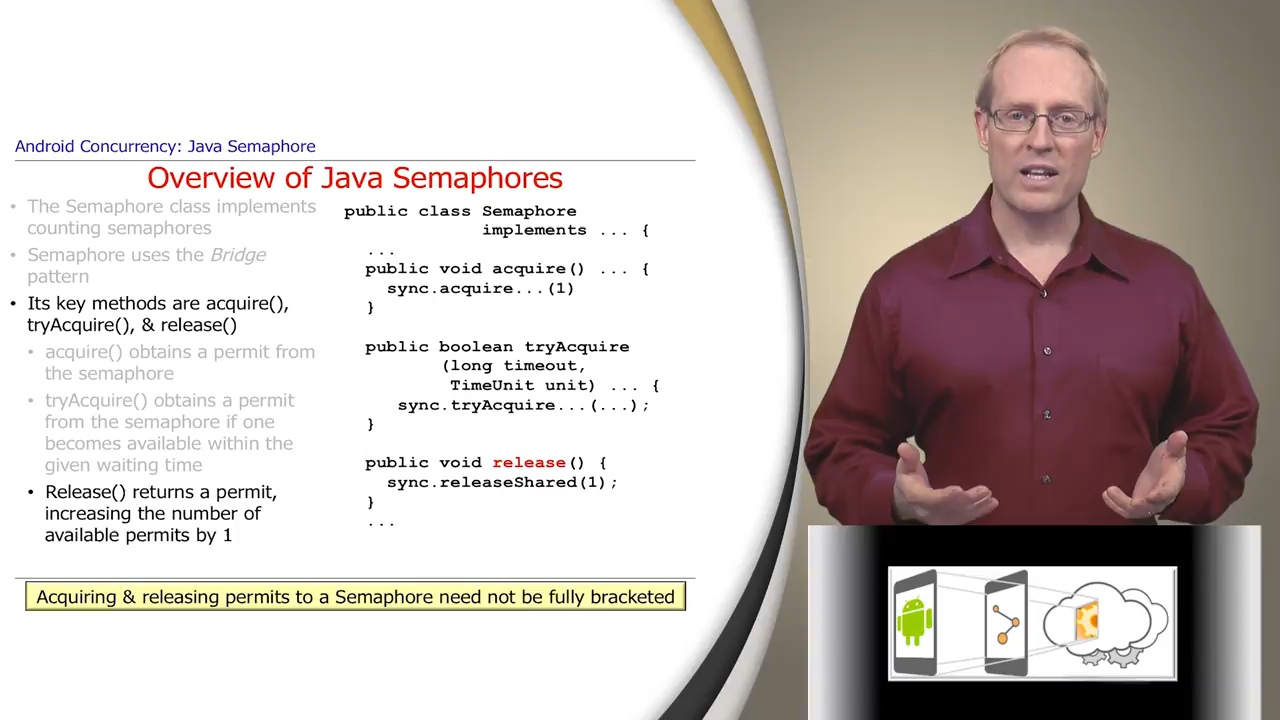 Android Concurrency: Java Semaphore
Overview of Java Semaphores
• The Semaphore class implements
counting semaphores
• Semaphore uses the Bridge
pattern
• Its key methods are acquire(),
tryAcquire(), & release()
• acquire() obtains a permit from
the semaphore
• tryAcquire() obtains a permit
from the semaphore if one
becomes available within the
given waiting time
• Release() returns a permit,
increasing the number of
available permits by 1
public class Semaphore
implements ... {
...
public void acquire() ... {
sync.acquire...(1)
}
public boolean tryAcquire
(long timeout,
TimeUnit unit) ... {
sync.tryAcquire...(...);
}
public void release() {
sync.releaseShared(1);
}
...
Acquiring & releasing permits to a Semaphore need not be fully bracketed